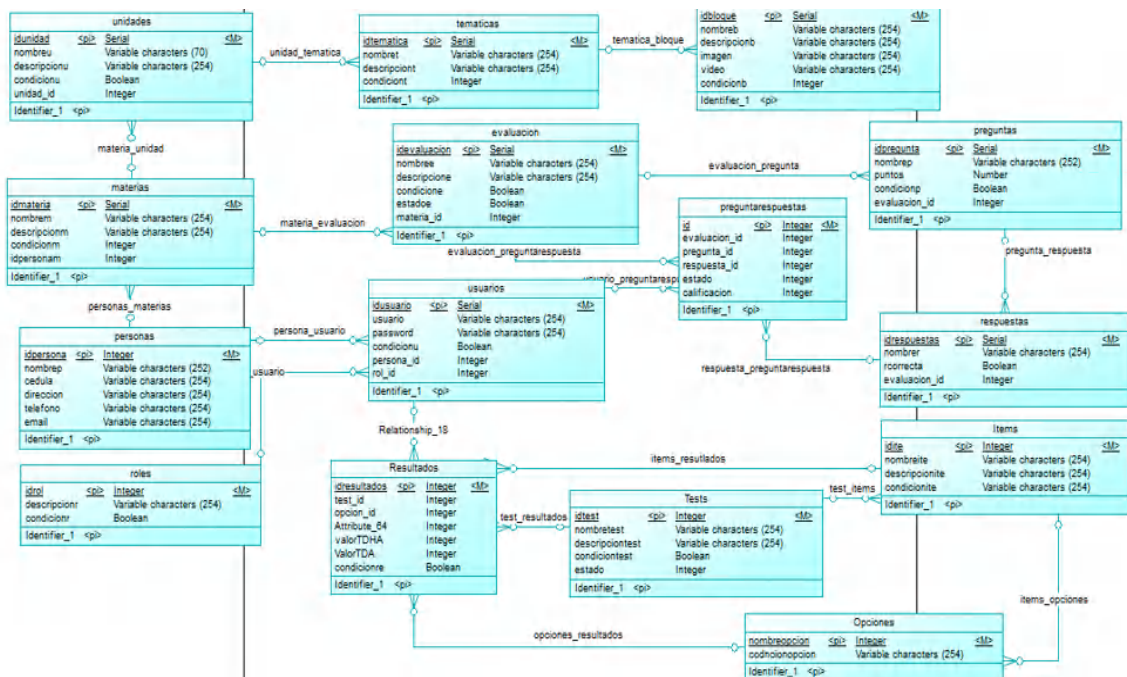 unidades
idunidad <pi> Serial <M>
nombreu Variable characters (70)
descripcionu Variable characters (254)
condicionu Boolean
unidad_id Integer
Identifier_1 <pi>
unidad_tematica
tematicas
idtematica <pi> Serial <M>
nombret Variable characters (254)
descripciont Variable characters (254)
condiciont Integer
Identifier_1 <pi>
tematica_bloque
idbloque <pi> Serial <M>
nombreb Variable characters (254)
descripcionb Variable characters (254)
imagen Variable characters (254)
video Variable characters (254)
condicionb Integer
Identifier_1 <pi>
materia_unidad
evaluacion
idevaluacion <pi> Serial <M>
nombree Variable characters (254)
descripcione Variable characters (254)
condicione Boolean
estadoe Boolean
materia_id Integer
Identifier_1 <pi>
evaluacion_pregunta
preguntas
idpregunta <pi> Serial <M>
nombrep Variable characters (252)
puntos Number
condicionp Boolean
evaluacion_id Integer
Identifier_1 <pi>
materias
idmateria <pi> Serial <M>
nombrem Variable characters (254)
descripcionm Variable characters (254)
condicionm Integer
idpersonam Integer
Identifier_1 <pi>
materia_evaluacion
evaluacion_preguntarespuesta
preguntarespuestas
id <pi> Integer <M>
evaluacion_id Integer
pregunta_id Integer
respuesta_id Integer
estado Integer
calificacion Integer
Identifier_1 <pi>
pregunta_respuesta
personas_materias
usuarios
idusuario <pi> Serial <M>
usuario Variable characters (254)
password Variable characters (254)
condicionu Boolean
persona_id Integer
rol_id Integer
Identifier_1 <pi>
usuario_preguntaresp
personas
idpersona <pi> Integer <M>
nombrep Variable characters (252)
cedula Variable characters (254)
direccion Variable characters (254)
telefono Variable characters (254)
email Variable characters (254)
Identifier_1 <pi>
persona_usuario
_usuario
respuesta_preguntarespuesta
respuestas
idrespuestas <pi> Serial <M>
nombrer Variable characters (254)
rcorrecta Boolean
evaluacion_id Integer
Identifier_1 <pi>
roles
idrol <pi> Integer <M>
descripcionr Variable characters (254)
condicionr Boolean
Identifier_1 <pi>
Relationship_18
Resultados
idresultados <pi> Integer <M>
test_id Integer
opcion_id Integer
Attribute_64 Integer
valorTDHA Integer
ValorTDA Integer
condicionre Boolean
Identifier_1 <pi>
items_resutlados
test_resultados
Tests
idtest <pi> Integer <M>
nombretest Variable characters (254)
descripciontest Variable characters (254)
condiciontest Boolean
estado Integer
Identifier_1 <pi>
test_items
Items
idite <pi> Integer <M>
nombreite Variable characters (254)
descripcionite Variable characters (254)
condicionite Variable characters (254)
Identifier_1 <pi>
items_opciones
opciones_resultados
Opciones
nombreopcion <pi> Integer <M>
codncionopcion Variable characters (254)
Identifier_1 <pi>